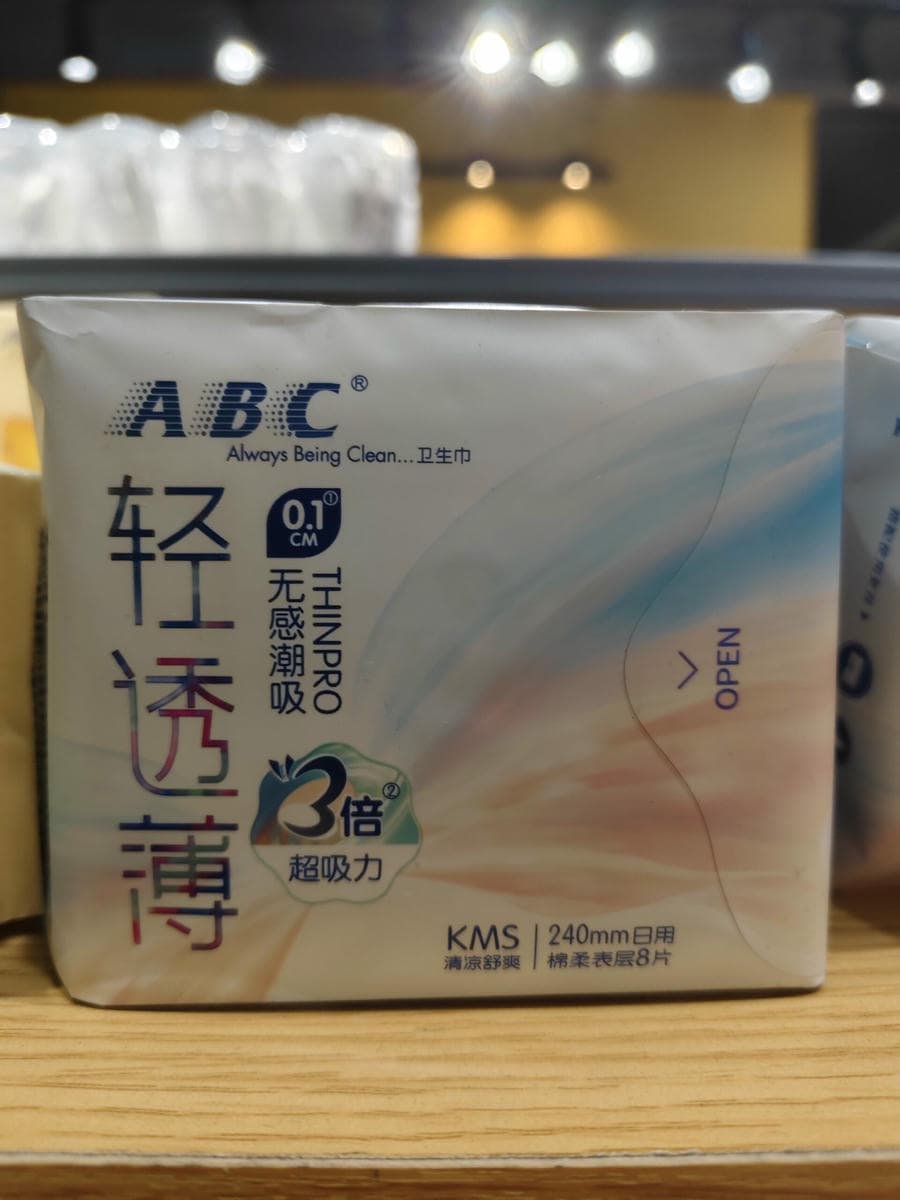 ABC®
Always Being Clean...卫生巾
轻透薄
0.1①
CM
无感潮吸
THINPRO
3倍②
超吸力
OPEN
KMS
清凉舒爽
240mm日用
棉柔表层8片